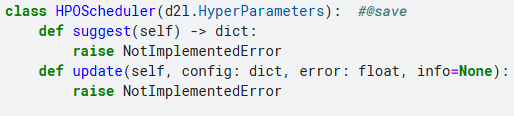 class HPOScheduler(d2l.HyperParameters):  #@save
    def suggest(self) -> dict:
        raise NotImplementedError
    def update(self, config: dict, error: float, info=None):
        raise NotImplementedError